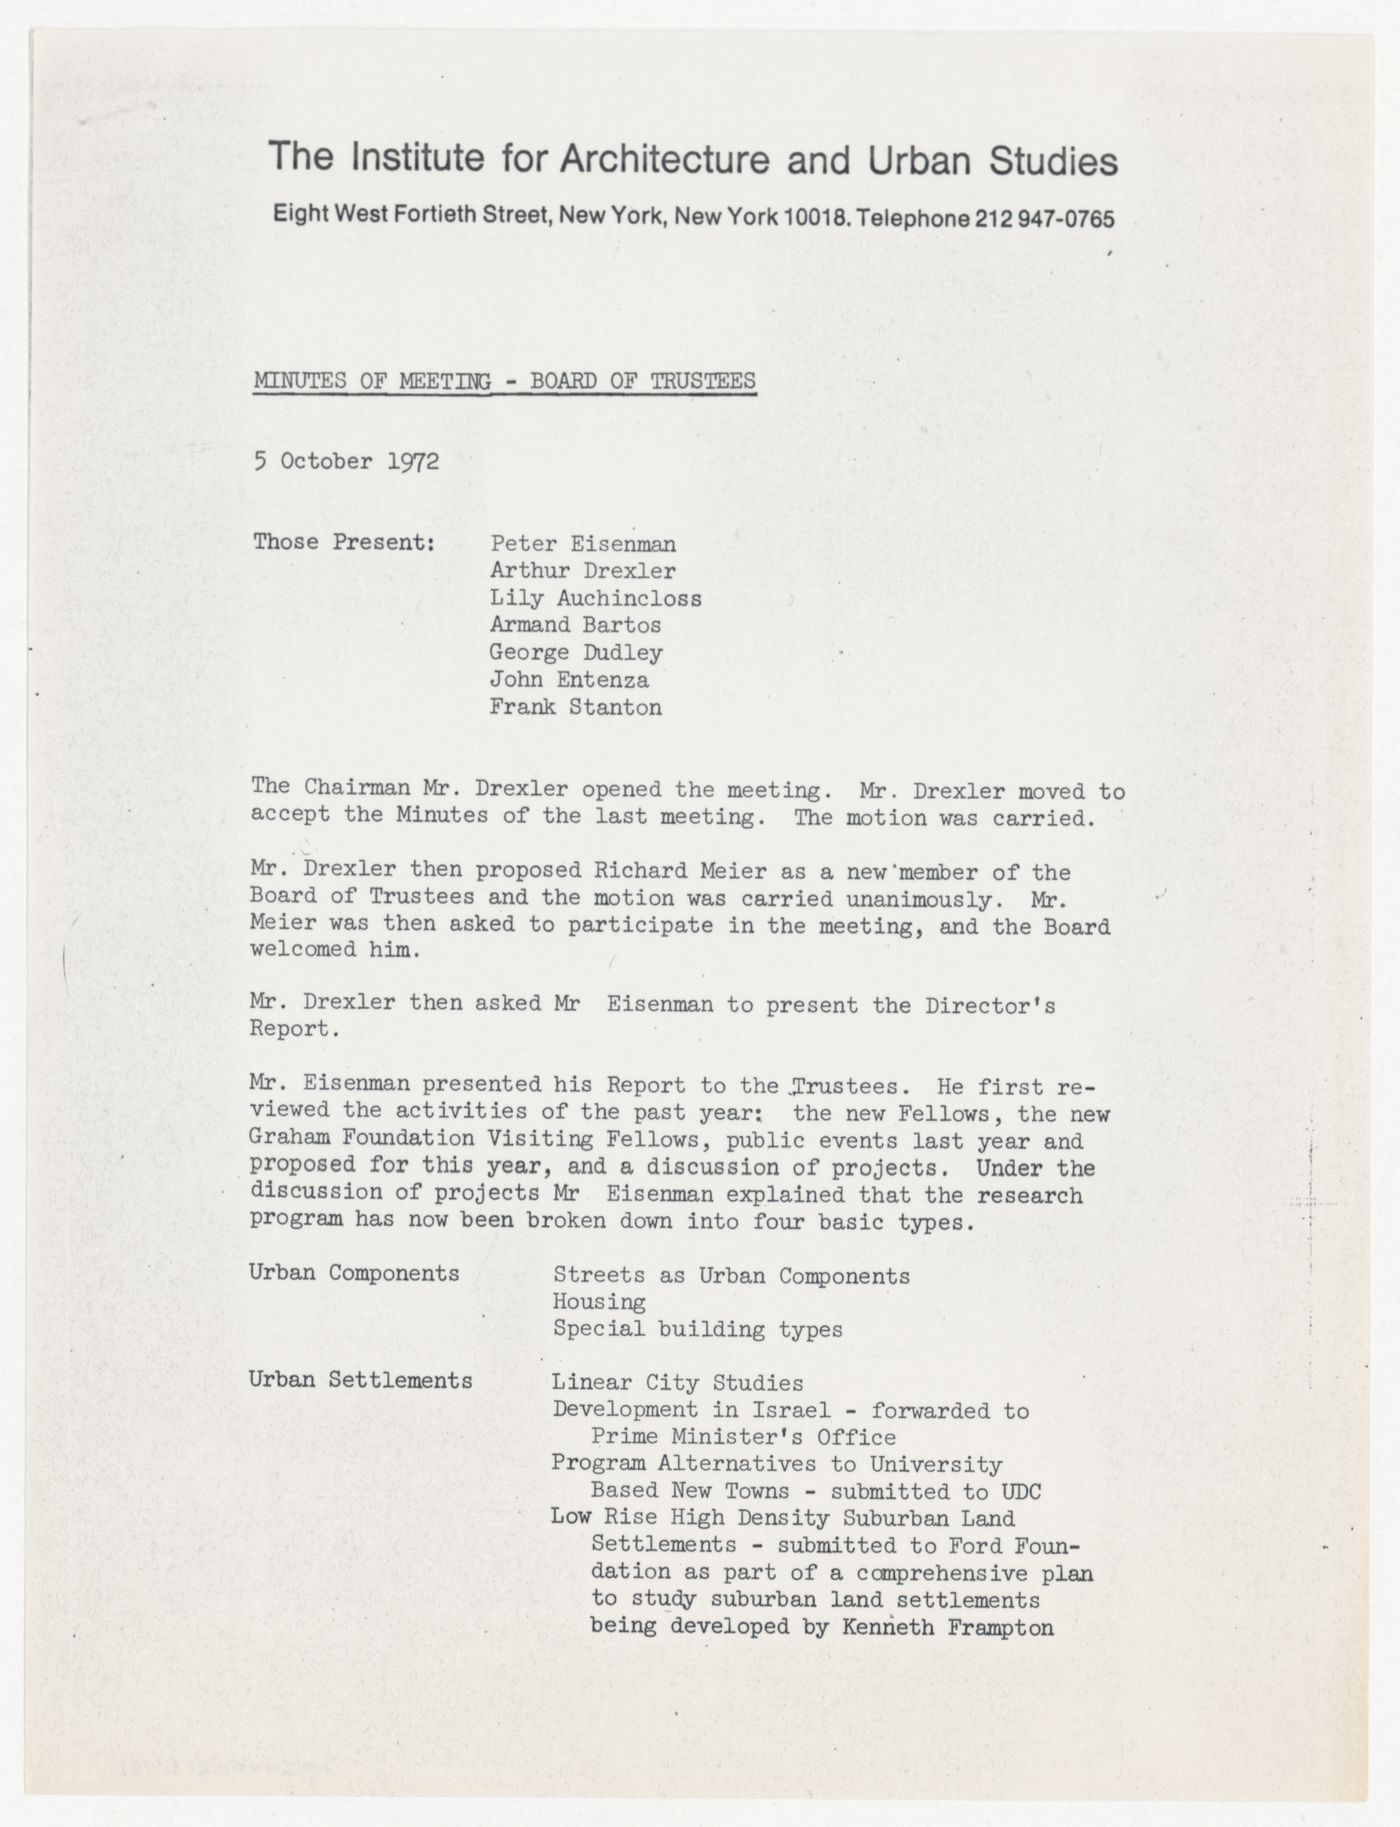 The Institute for Architecture and Urban Studies
Eight West Fortieth Street, New York, New York 10018. Telephone 212 947-0765
MINUTES OF MEETING - BOARD OF TRUSTEES
5 October 1972
Those Present: Peter Eisenman
Arthur Drexler
Lily Auchincloss
Armand Bartos
George Dudley
John Entenza
Frank Stanton
The Chairman Mr. Drexler opened the meeting. Mr. Drexler moved to
accept the Minutes of the last meeting. The motion was carried.
Mr. Drexler then proposed Richard Meier as a new member of the
Board of Trustees and the motion was carried unanimously. Mr.
Meier was then asked to participate in the meeting, and the Board
welcomed him.
Mr. Drexler then asked Mr Eisenman to present the Director's
Report.
Mr. Eisenman presented his Report to the Trustees. He first re-
viewed the activities of the past year: the new Fellows, the new
Graham Foundation Visiting Fellows, public events last year and
proposed for this year, and a discussion of projects. Under the
discussion of projects Mr Eisenman explained that the research
program has now been broken down into four basic types.
Urban Components Streets as Urban Components
Housing
Special building types
Urban Settlements Linear City Studies
Development in Israel - forwarded to
Prime Minister's Office
Program Alternatives to University
Based New Towns - submitted to UDC
Low Rise High Density Suburban Land
Settlements - submitted to Ford Foun-
dation as part of a comprehensive plan
to study suburban land settlements
being developed by Kenneth Frampton